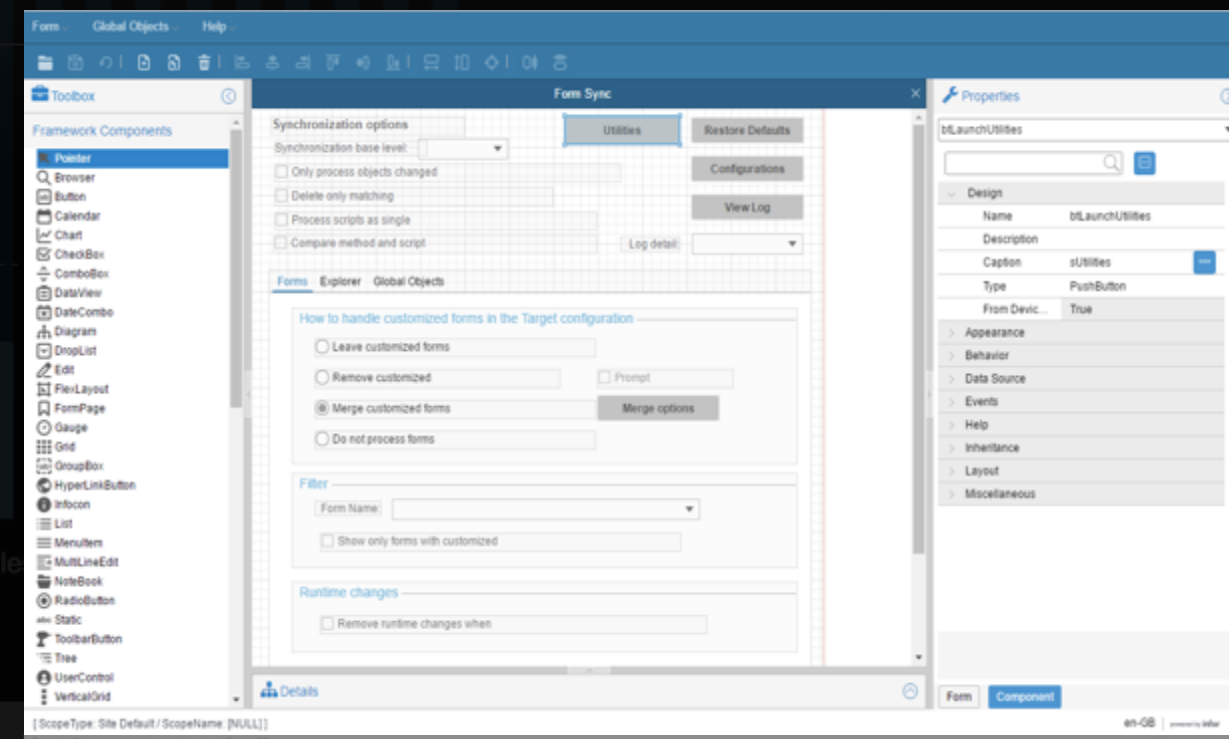 Form Global Objects Help
Toolbox
Form Sync
Properties
Framework Components
Pointer
Browser
Button
Calendar
Chart
CheckBox
ComboBox
DataView
DateCombo
Diagram
DropList
Edit
FlexLayout
FormPage
Gauge
Grid
GroupBox
HyperLinkButton
Infocon
List
MenuItem
MultiLineEdit
NoteBook
RadioButton
Static
ToolbarButton
Tree
UserControl
VerticalGrid
Synchronization options
Utilities
Restore Defaults
Synchronization base level:
Only process objects changed
Configurations
Delete only matching
View Log
Process scripts as single
Compare method and script
Log detail:
Forms Explorer Global Objects
How to handle customized forms in the Target configuration
Leave customized forms
Remove customized
Prompt
Merge customized forms
Merge options
Do not process forms
Filter
Form Name:
Show only forms with customized
Runtime changes
Remove runtime changes when
Details
btLaunchUtilities
Design
Name btLaunchUtilities
Description
Caption sUtilities
Type PushButton
From Devic... True
Appearance
Behavior
Data Source
Events
Help
Inheritance
Layout
Miscellaneous
Form Component
[ ScopeType: Site Default / ScopeName: [NULL] ]
en-GB